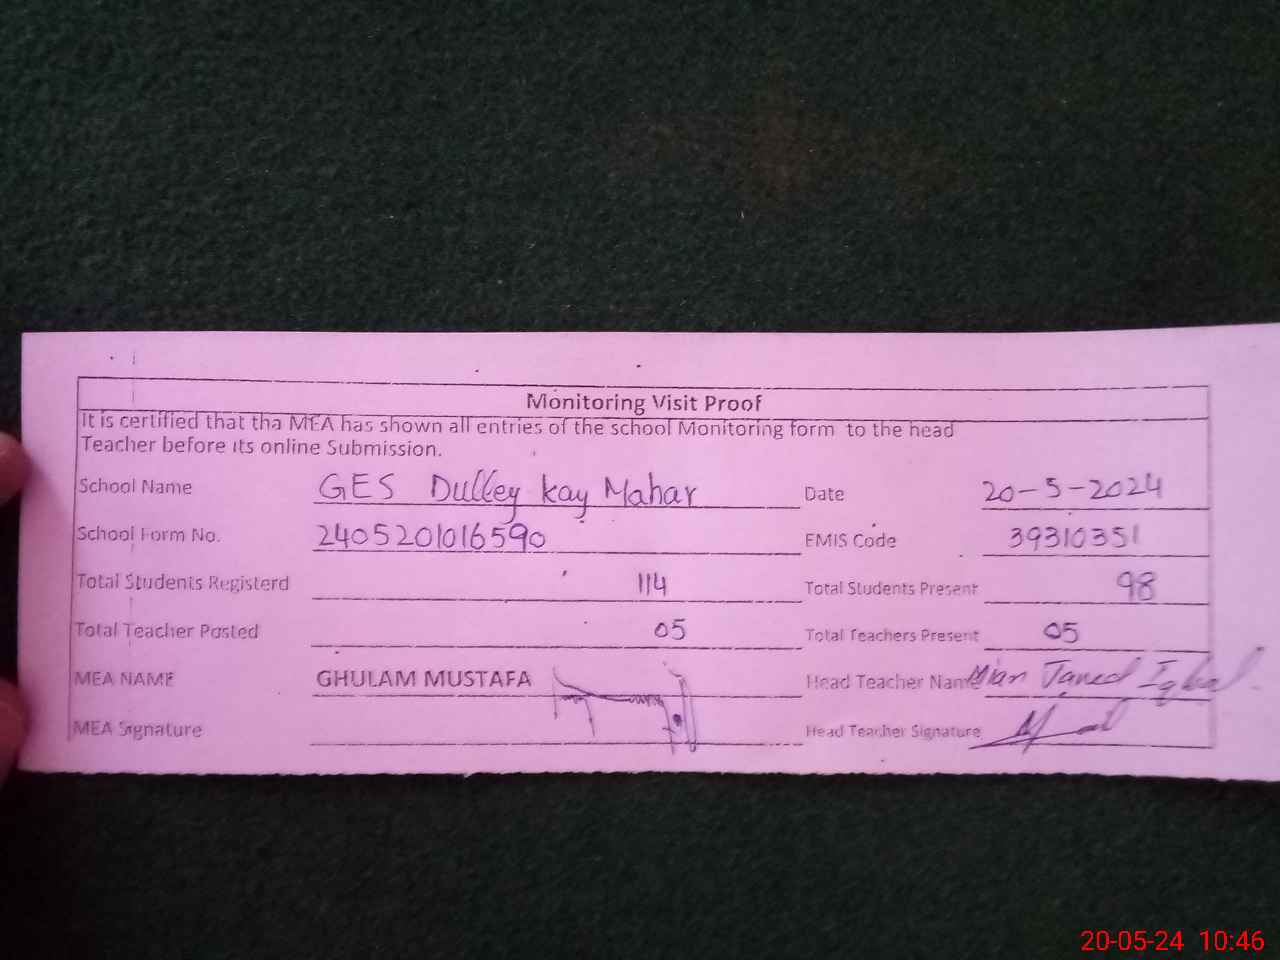 Monitoring Visit Proof
It is certified that tha MEA has shown all entries of the school Monitoring form to the head
Teacher before its online Submission.
School Name GES Dulley kay Mahar Date 20-5-2024
School Form No. 2405201016590 EMIS Code 39310351
Total Students Registerd 114 Total Students Present 98
Total Teacher Posted 05 Total Teachers Present 05
MEA NAME GHULAM MUSTAFA Head Teacher Name Mian Javed Iqbal
MEA Signature Head Teacher Signature
20-05-24 10:46